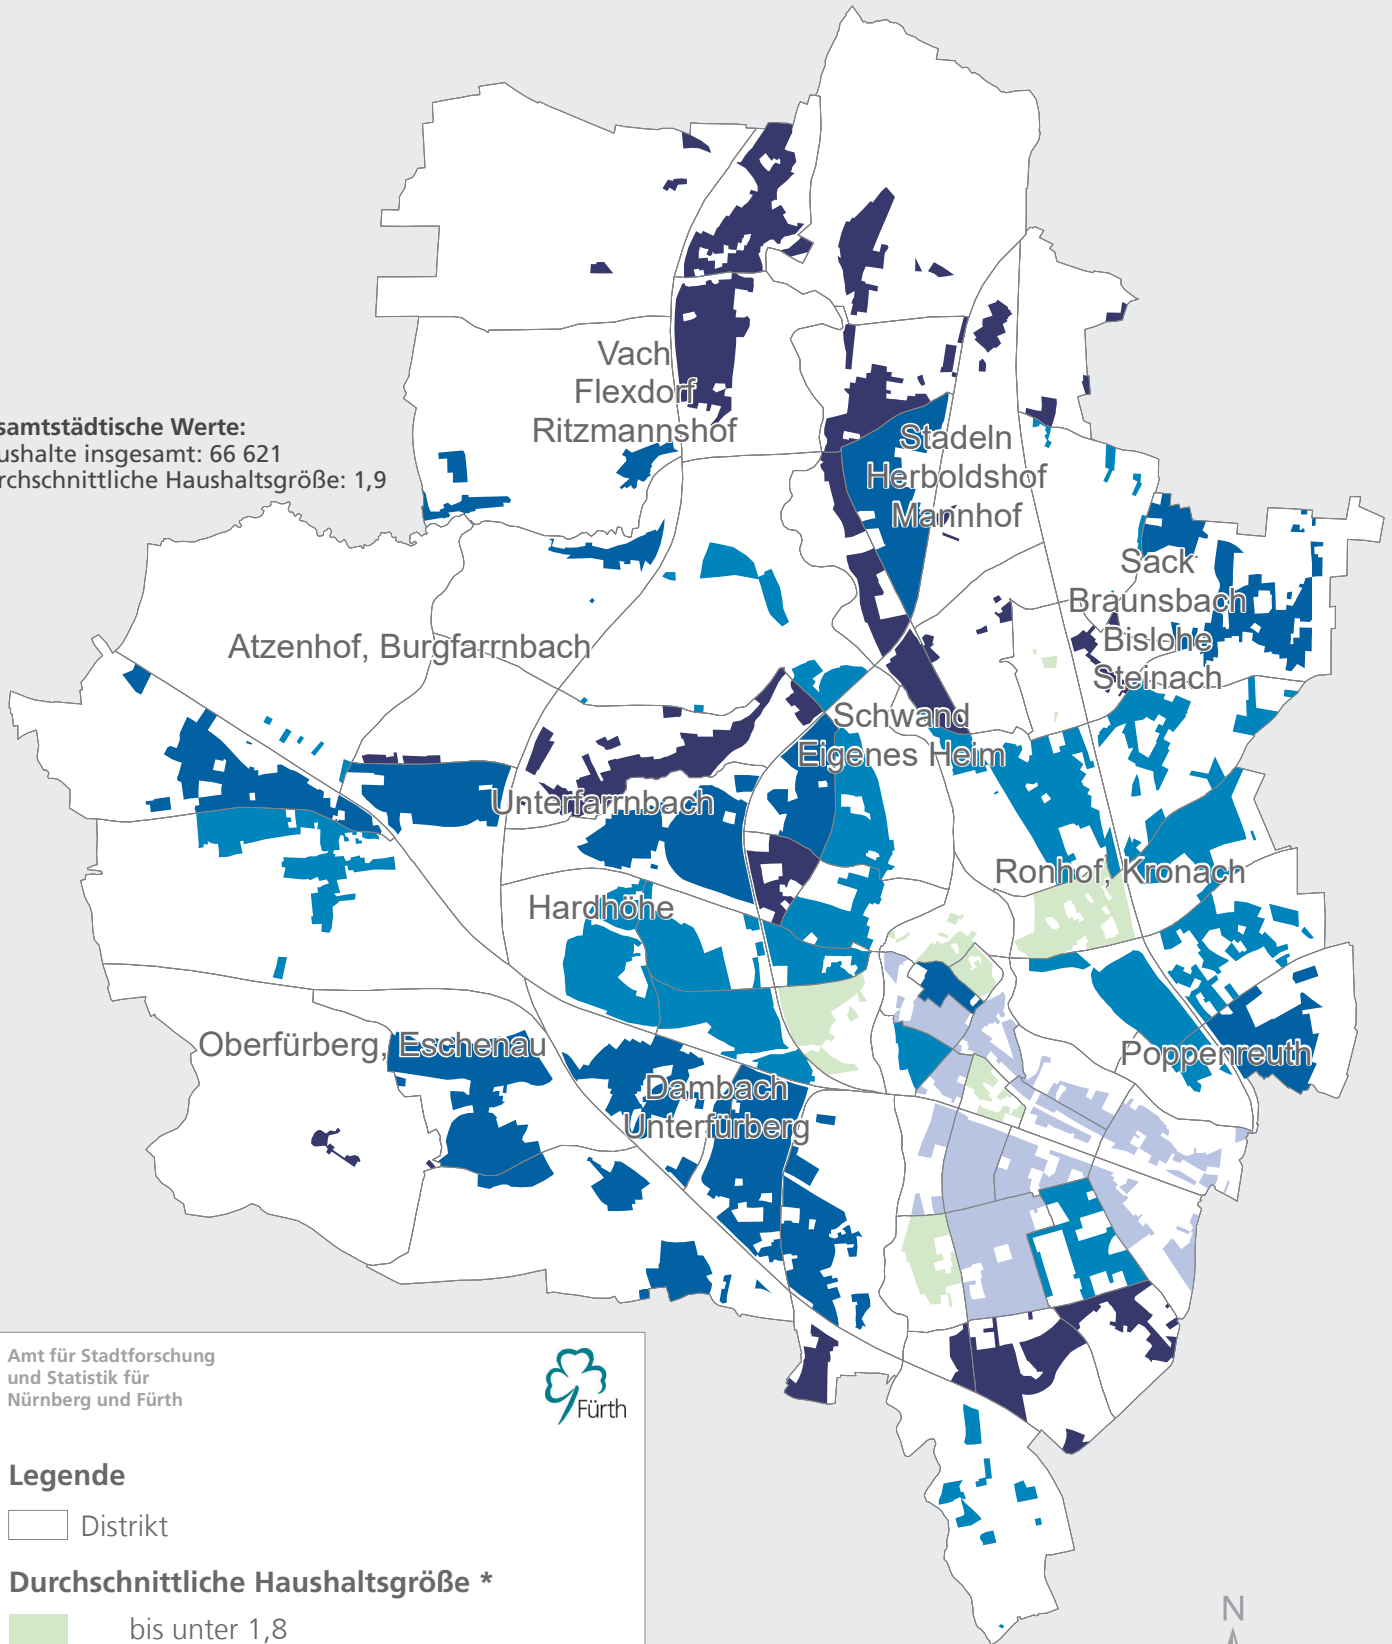 Vach
Flexdorf
Ritzmannshof
samtstädtische Werte:
ushalte insgesamt: 66 621
rchschnittliche Haushaltsgröße: 1,9
Stadeln
Herboldshof
Mannhof
Sack
Braunsbach
Bislohe
Steinach
Atzenhof, Burgfarrnbach
Schwand
Eigenes Heim
Unterfarrnbach
Ronhof, Kronach
Hardhöhe
Oberfürberg, Eschenau
Poppenreuth
Dambach
Unterfürberg
Amt für Stadtforschung
und Statistik für
Nürnberg und Fürth
Fürth
Legende
Distrikt
Durchschnittliche Haushaltsgröße *
bis unter 1,8
N